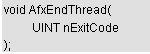 void AfxEndThread(
UINT nExitCode
);